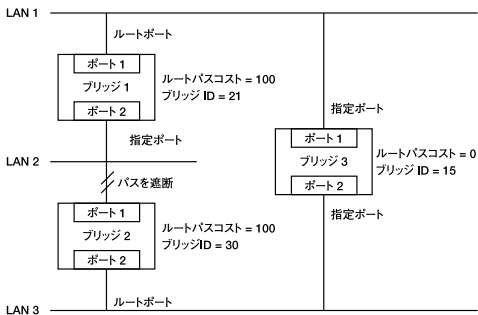 LAN 1
ルートポート
ポート 1
ブリッジ 1
ポート 2
ルートパスコスト = 100
ブリッジ ID = 21
指定ポート
指定ポート
ポート 1
ブリッジ 3
ポート 2
ルートパスコスト = 0
ブリッジ ID = 15
指定ポート
LAN 2
パスを遮断
ポート 1
ブリッジ 2
ポート 2
ルートパスコスト = 100
ブリッジID = 30
ルートポート
LAN 3